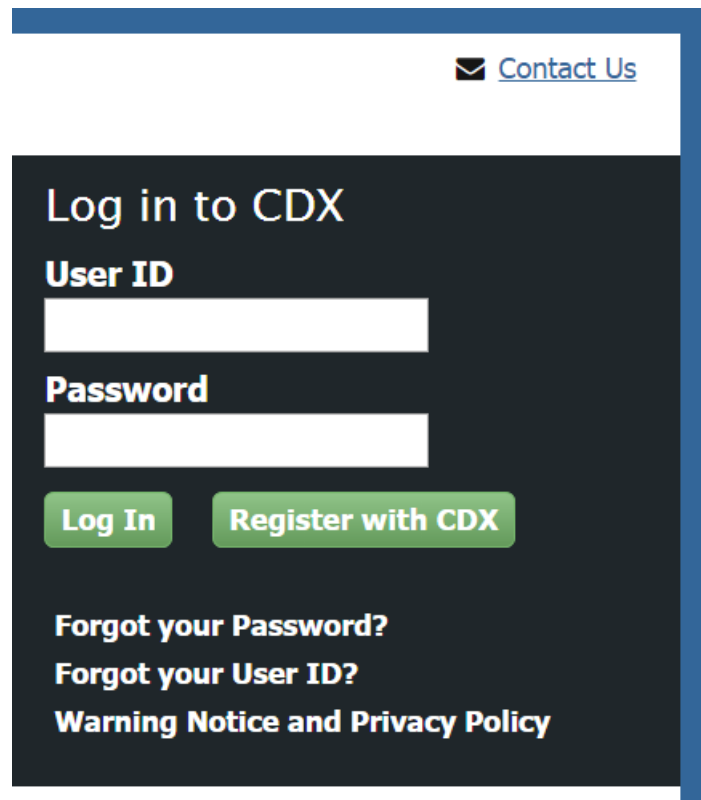 Contact Us
Log in to CDX
User ID
Password
Log In Register with CDX
Forgot your Password?
Forgot your User ID?
Warning Notice and Privacy Policy